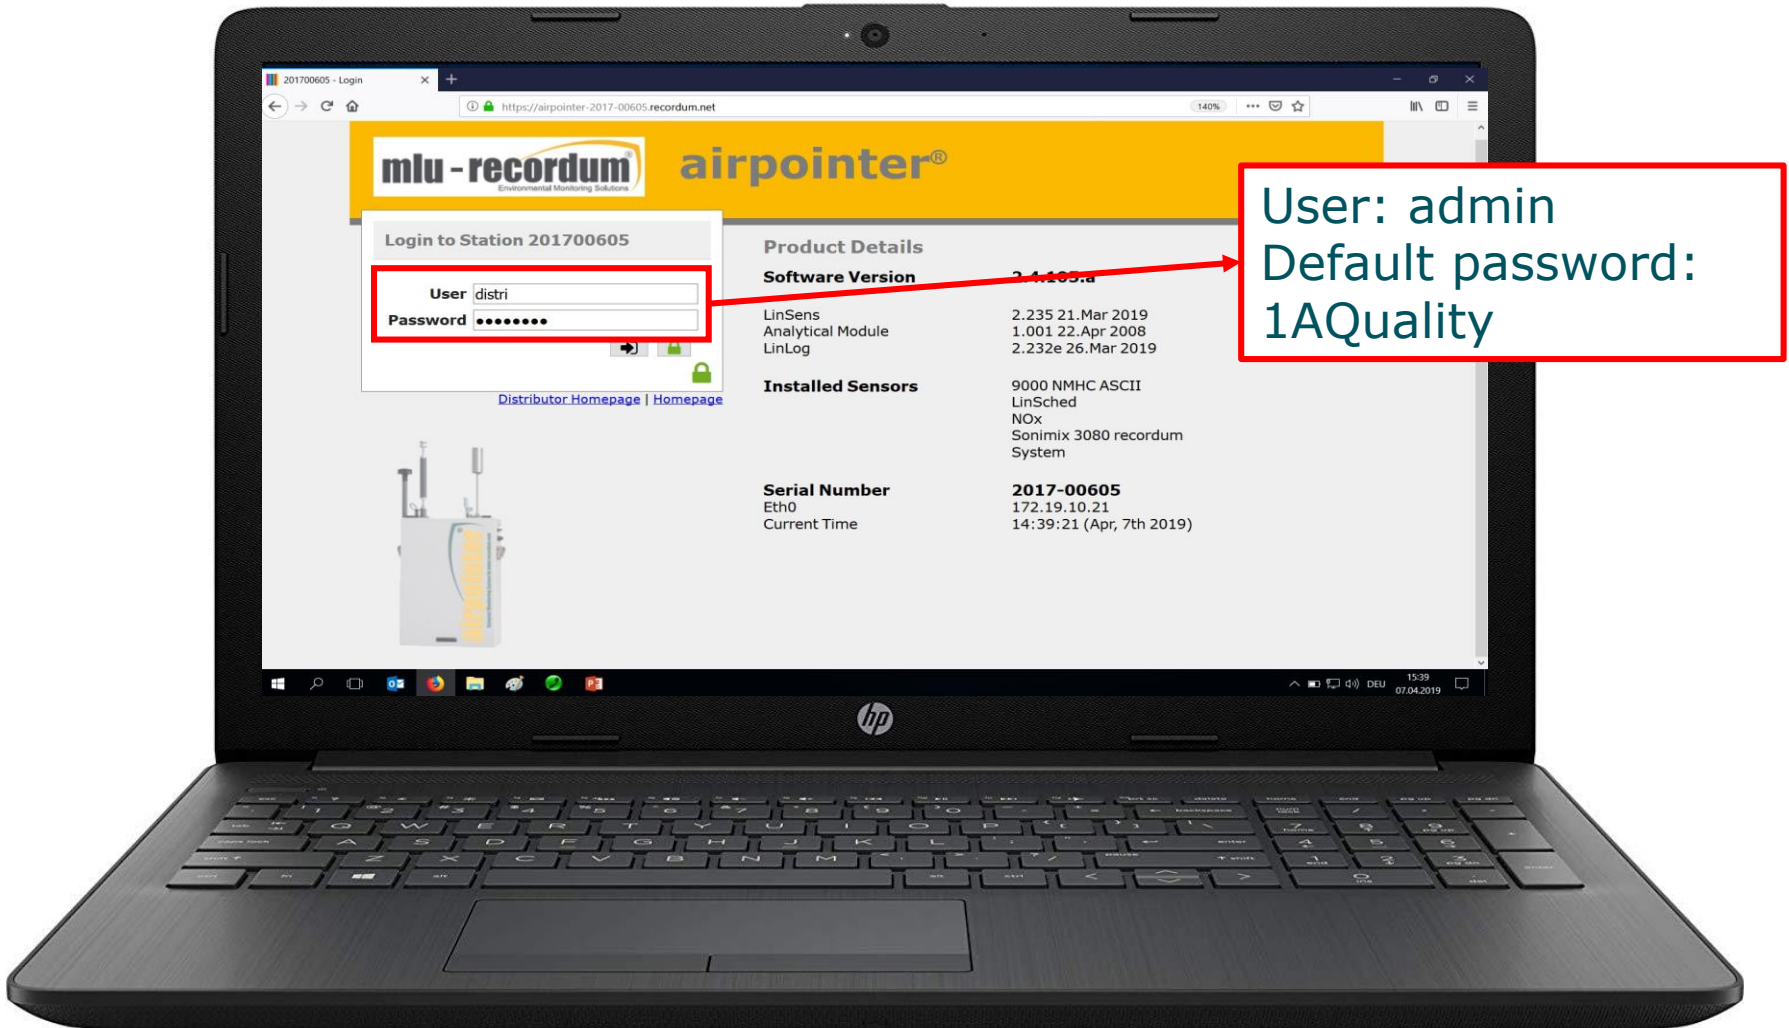 201700605 - Login
https://airpointer-2017-00605.recordum.net
140%
mlu - recordum®
Environmental Monitoring Solutions
airpointer®
Login to Station 201700605
User distri
Password ●●●●●●●●
Distributor Homepage | Homepage
Product Details
Software Version
LinSens 2.235 21.Mar 2019
Analytical Module 1.001 22.Apr 2008
LinLog 2.232e 26.Mar 2019
Installed Sensors 9000 NMHC ASCII
LinSched
NOx
Sonimix 3080 recordum
System
Serial Number 2017-00605
Eth0 172.19.10.21
Current Time 14:39:21 (Apr, 7th 2019)
User: admin
Default password:
1AQuality
airpointer
DEU
15:39
07.04.2019
hp